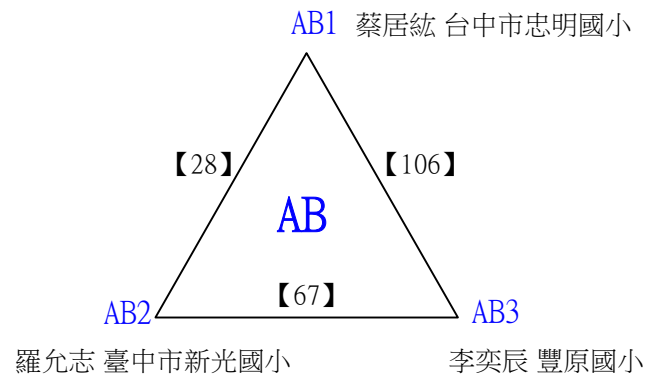 AB1 蔡居紘 台中市忠明國小
【28】 【106】
AB
【67】
AB2 AB3
羅允志 臺中市新光國小 李奕辰 豐原國小